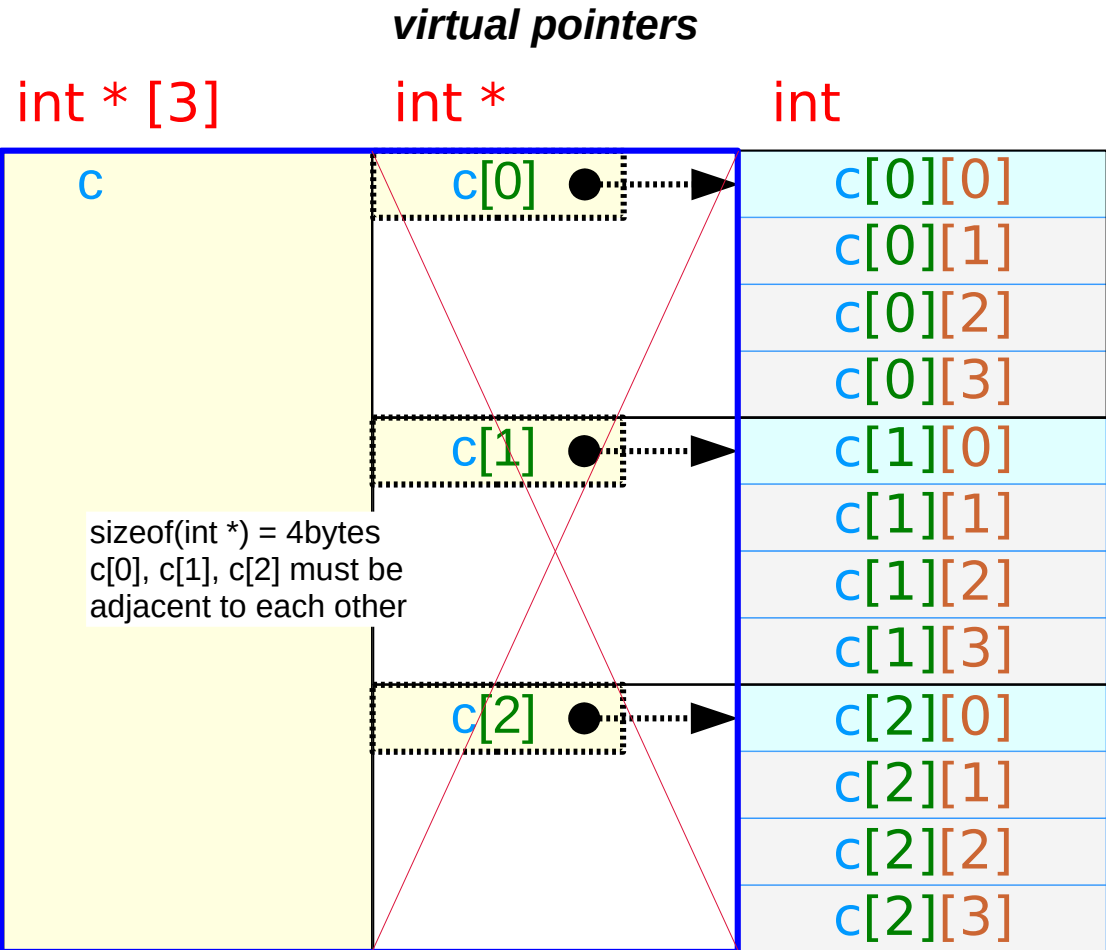 virtual pointers
int * [3] int * int
c c[0] c[0][0]
c[0][1]
c[0][2]
c[0][3]
c[1] c[1][0]
c[1][1]
sizeof(int *) = 4bytes
c[0], c[1], c[2] must be
adjacent to each other
c[1][2]
c[1][3]
c[2] c[2][0]
c[2][1]
c[2][2]
c[2][3]